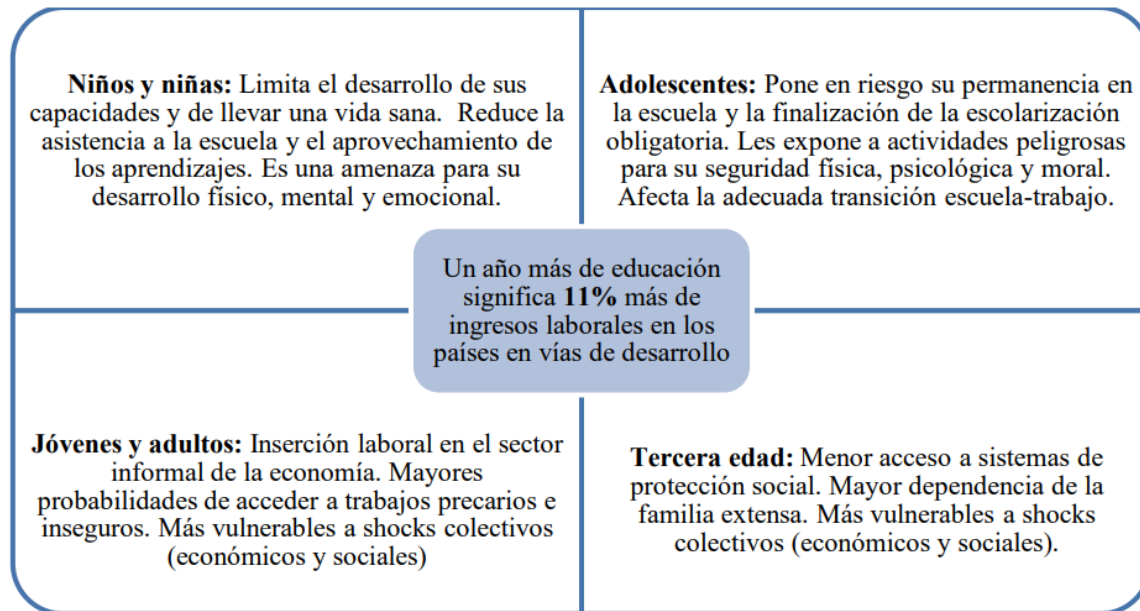 Niños y niñas: Limita el desarrollo de sus
capacidades y de llevar una vida sana.  Reduce la
asistencia a la escuela y el aprovechamiento de
los aprendizajes. Es una amenaza para su
desarrollo físico, mental y emocional.
Adolescentes: Pone en riesgo su permanencia en
la escuela y la finalización de la escolarización
obligatoria. Les expone a actividades peligrosas
para su seguridad física, psicológica y moral.
Afecta la adecuada transición escuela-trabajo.
Un año más de educación
significa 11% más de
ingresos laborales en los
países en vías de desarrollo
Jóvenes y adultos: Inserción laboral en el sector
informal de la economía. Mayores
probabilidades de acceder a trabajos precarios e
inseguros. Más vulnerables a shocks colectivos
(económicos y sociales)
Tercera edad: Menor acceso a sistemas de
protección social. Mayor dependencia de la
familia extensa. Más vulnerables a shocks
colectivos (económicos y sociales).